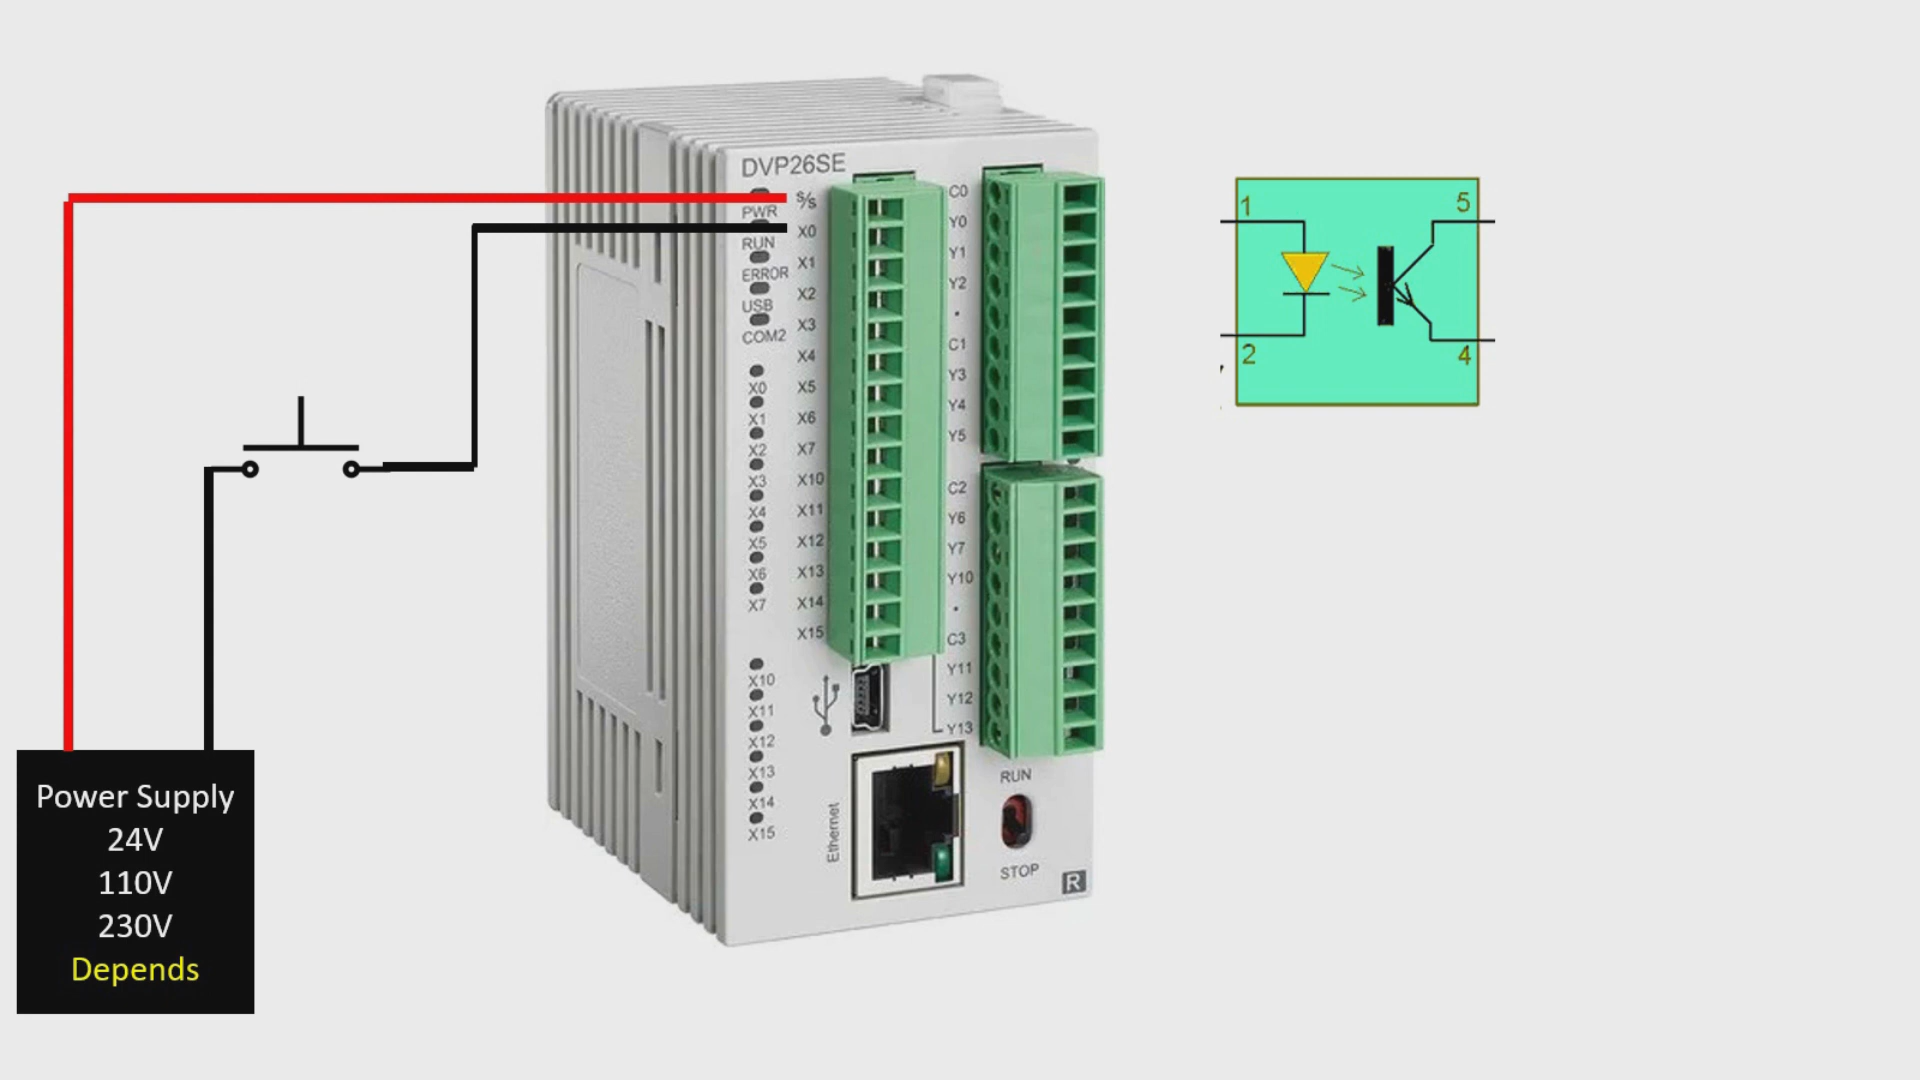 DVP26SE
PWR
RUN
ERROR
USB
COM2
X0
X1
X2
X3
X4
X5
X6
X7
X10
X11
X12
X13
X14
X15
S/S
X0
X1
X2
X3
X4
X5
X6
X7
X10
X11
X12
X13
X14
X15
C0
Y0
Y1
Y2
•
C1
Y3
Y4
Y5
C2
Y6
Y7
Y10
•
C3
Y11
Y12
Y13
Ethernet
RUN
STOP
R
1
5
2
4
Power Supply
24V
110V
230V
Depends